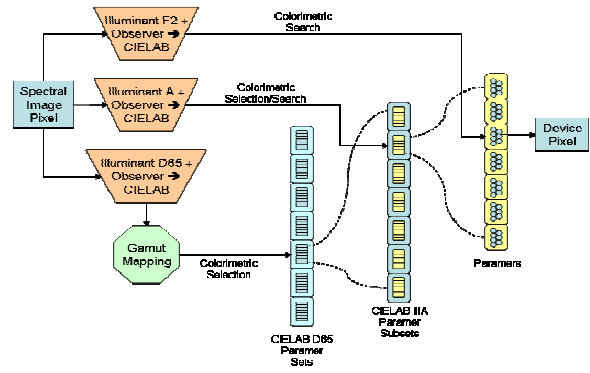 Illuminant F2 +
Observer ➔
CIELAB
Colorimetric
Search
Spectral
Image
Pixel
Illuminant A +
Observer ➔
CIELAB
Colorimetric
Selection/Search
Device
Pixel
Illuminant D65 +
Observer ➔
CIELAB
Gamut
Mapping
Colorimetric
Selection
Paramers
CIELAB D65
Paramer
Sets
CIELAB IllA
Paramer
Subsets